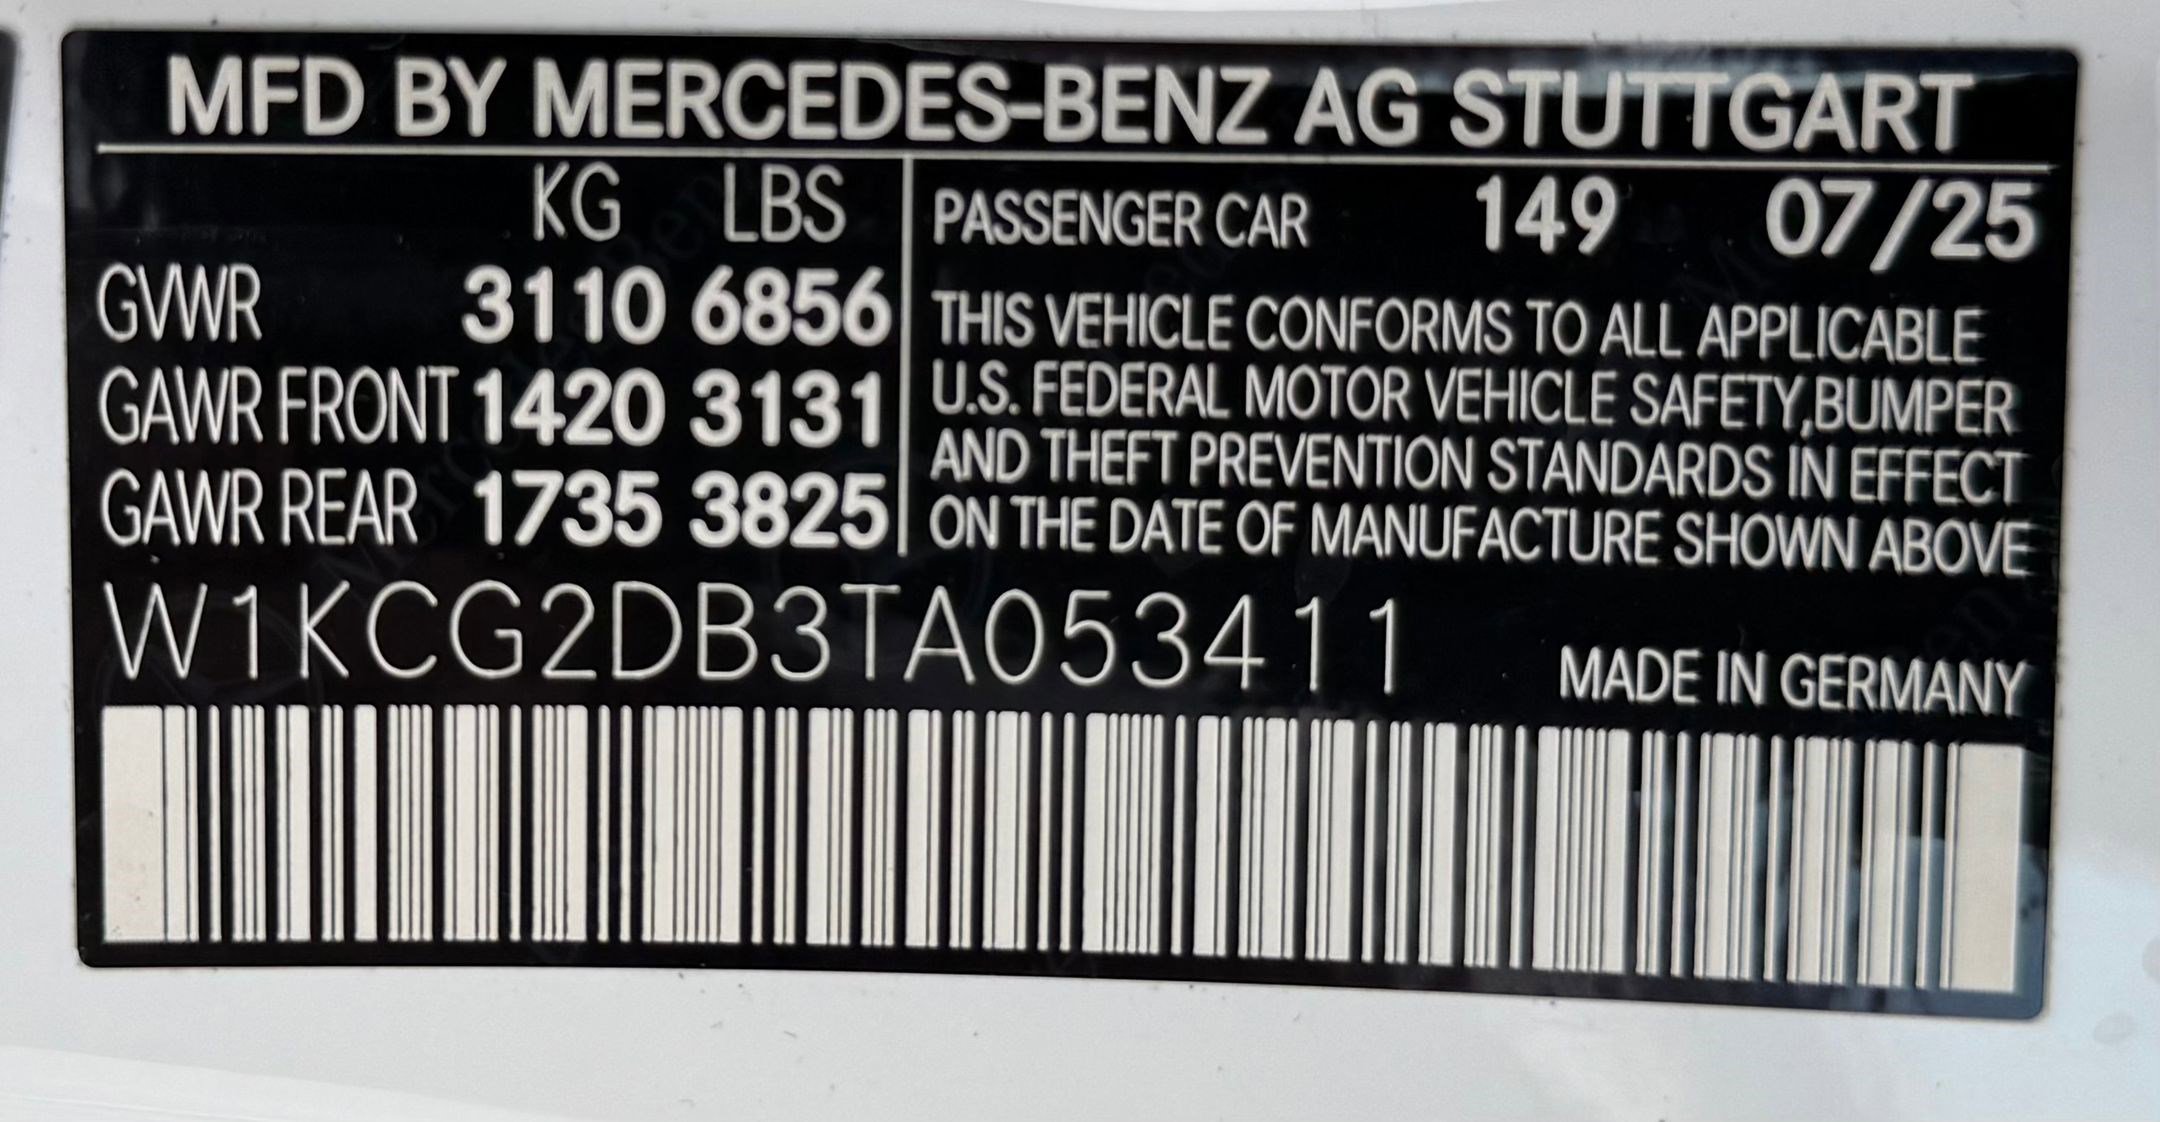 MFD BY MERCEDES-BENZ AG STUTTGART
KG LBS
GVWR 3110 6856
GAWR FRONT 1420 3131
GAWR REAR 1735 3825
PASSENGER CAR 149 07/25
THIS VEHICLE CONFORMS TO ALL APPLICABLE
U.S. FEDERAL MOTOR VEHICLE SAFETY,BUMPER
AND THEFT PREVENTION STANDARDS IN EFFECT
ON THE DATE OF MANUFACTURE SHOWN ABOVE
W1KCG2DB3TA053411
MADE IN GERMANY